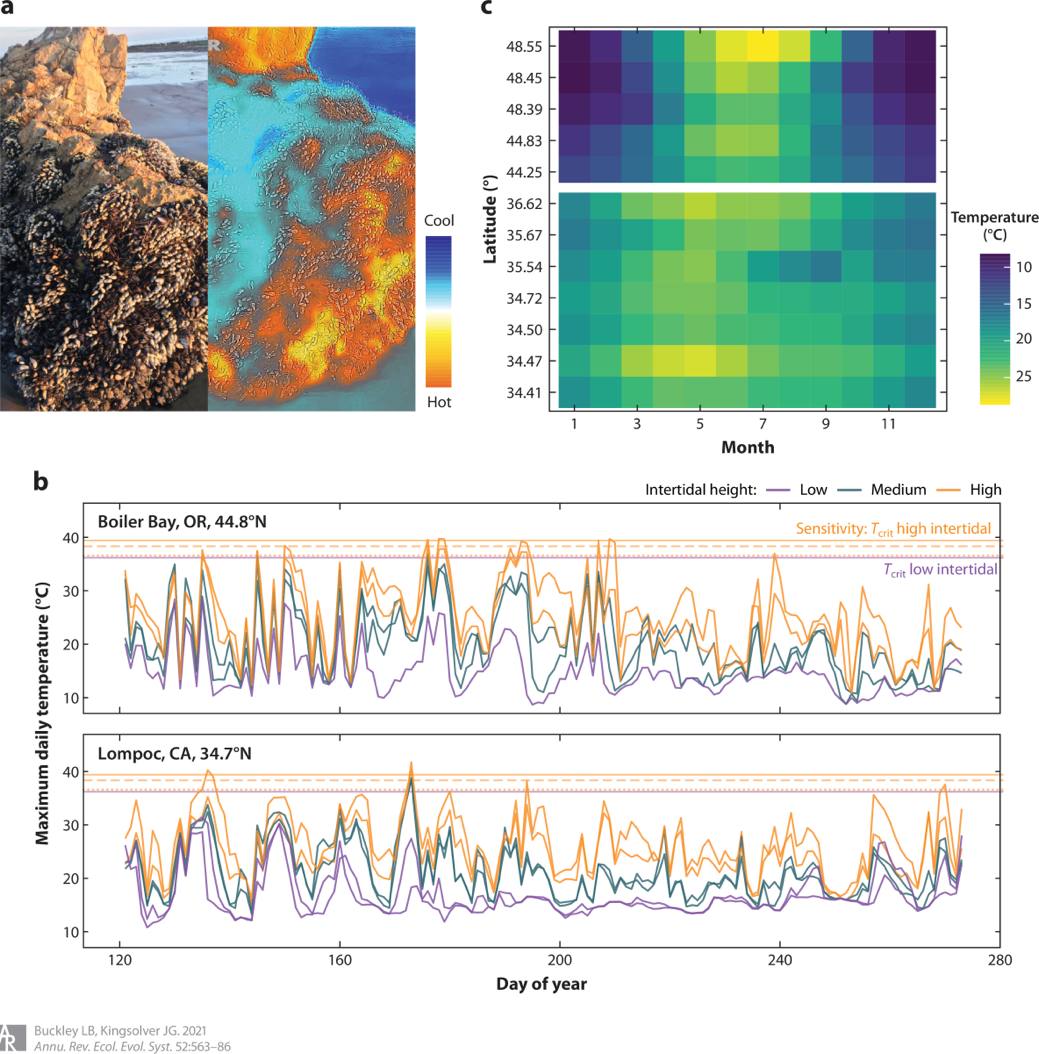 a
R
Cool
Hot
c
Latitude (°)
48.55
48.45
48.39
44.83
44.25
36.62
35.67
35.54
34.72
34.50
34.47
34.41
1 3 5 7 9 11
Month
Temperature
(°C)
10
15
20
25
b
Intertidal height: Low Medium High
Maximum daily temperature (°C)
Boiler Bay, OR, 44.8°N
Sensitivity: Tcrit high intertidal
Tcrit low intertidal
40
30
20
10
Lompoc, CA, 34.7°N
40
30
20
10
120 160 200 240 280
Day of year
AR
Buckley LB, Kingsolver JG. 2021
Annu. Rev. Ecol. Evol. Syst. 52:563–86